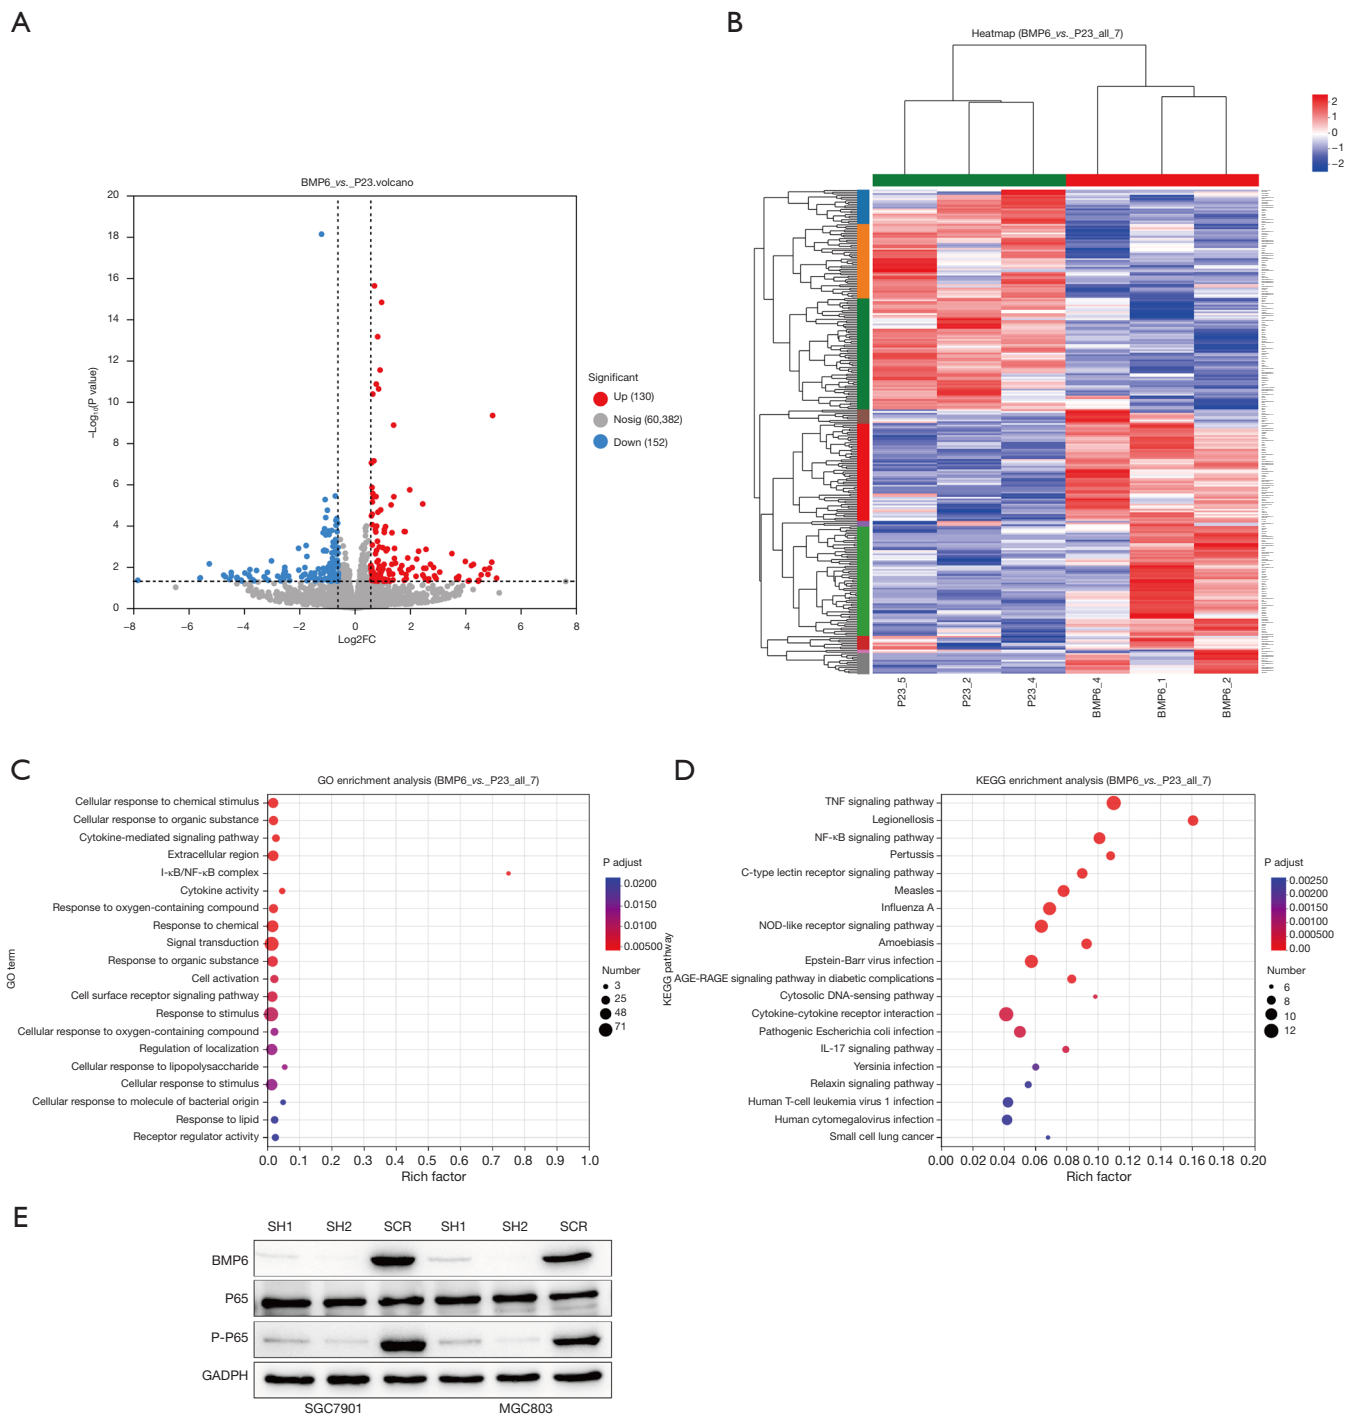 A
BMP6_vs._P23.volcano
–Log10(P value)
20
18
16
14
12
10
8
6
4
2
0
–8
–6
–4
–2
0
2
4
6
8
Log2FC
Significant
Up (130)
Nosig (60,382)
Down (152)
B
Heatmap (BMP6_vs._P23_all_7)
2
1
0
–1
–2
P23_5
P23_2
P23_4
BMP6_4
BMP6_1
BMP6_2
C
GO enrichment analysis (BMP6_vs._P23_all_7)
GO term
Cellular response to chemical stimulus
Cellular response to organic substance
Cytokine-mediated signaling pathway
Extracellular region
I-κB/NF-κB complex
Cytokine activity
Response to oxygen-containing compound
Response to chemical
Signal transduction
Response to organic substance
Cell activation
Cell surface receptor signaling pathway
Response to stimulus
Cellular response to oxygen-containing compound
Regulation of localization
Cellular response to lipopolysaccharide
Cellular response to stimulus
Cellular response to molecule of bacterial origin
Response to lipid
Receptor regulator activity
0.0 0.1 0.2 0.3 0.4 0.5 0.6 0.7 0.8 0.9 1.0
Rich factor
P adjust
0.0200
0.0150
0.0100
0.00500
Number
3
25
48
71
D
KEGG enrichment analysis (BMP6_vs._P23_all_7)
KEGG pathway
TNF signaling pathway
Legionellosis
NF-κB signaling pathway
Pertussis
C-type lectin receptor signaling pathway
Measles
Influenza A
NOD-like receptor signaling pathway
Amoebiasis
Epstein-Barr virus infection
AGE-RAGE signaling pathway in diabetic complications
Cytosolic DNA-sensing pathway
Cytokine-cytokine receptor interaction
Pathogenic Escherichia coli infection
IL-17 signaling pathway
Yersinia infection
Relaxin signaling pathway
Human T-cell leukemia virus 1 infection
Human cytomegalovirus infection
Small cell lung cancer
0.00 0.02 0.04 0.06 0.08 0.10 0.12 0.14 0.16 0.18 0.20
Rich factor
P adjust
0.00250
0.00200
0.00150
0.00100
0.000500
0.00
Number
6
8
10
12
E
SH1 SH2 SCR SH1 SH2 SCR
BMP6
P65
P-P65
GADPH
SGC7901 MGC803